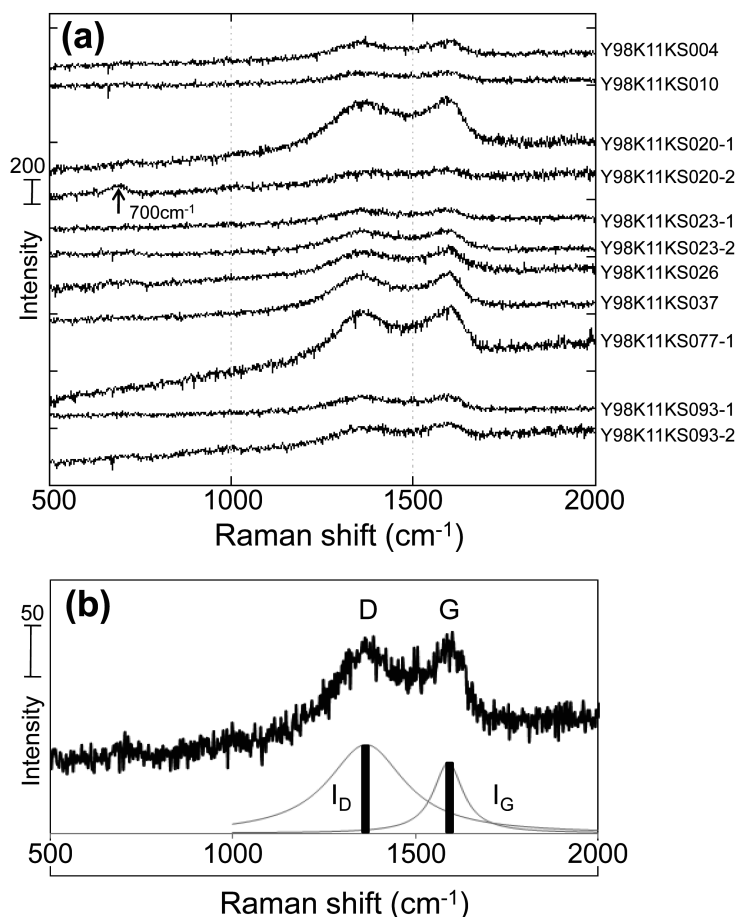 (a)
Y98K11KS004
Y98K11KS010
Y98K11KS020-1
200
Y98K11KS020-2
700cm-1
Y98K11KS023-1
Y98K11KS023-2
Y98K11KS026
Y98K11KS037
Y98K11KS077-1
Y98K11KS093-1
Y98K11KS093-2
Intensity
500 1000 1500 2000
Raman shift (cm-1)
(b)
50
D G
Intensity
ID IG
500 1000 1500 2000
Raman shift (cm-1)